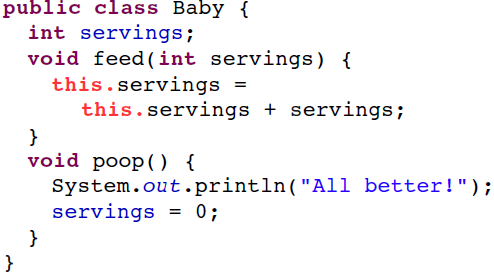 public class Baby {
  int servings;
  void feed(int servings) {
    this.servings =
      this.servings + servings;
  }
  void poop() {
    System.out.println("All better!");
    servings = 0;
  }
}